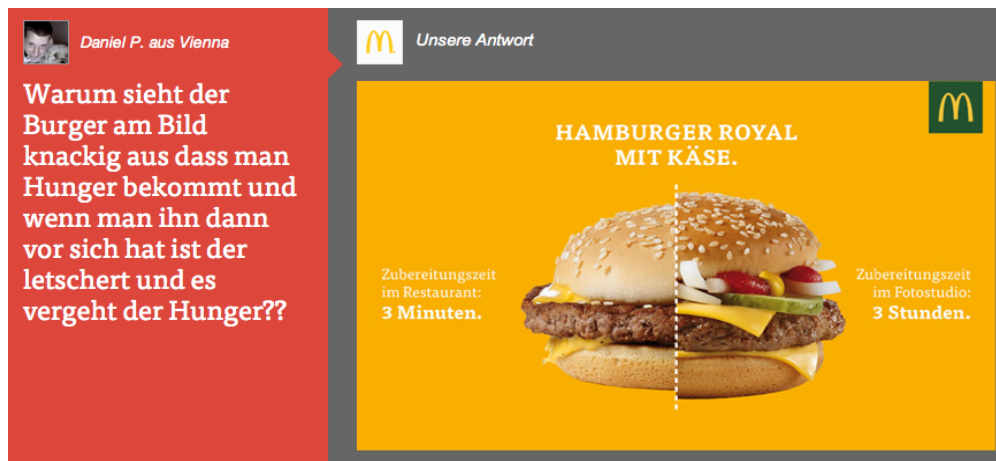 Daniel P. aus Vienna
Warum sieht der
Burger am Bild
knackig aus dass man
Hunger bekommt und
wenn man ihn dann
vor sich hat ist der
letschert und es
vergeht der Hunger??
Unsere Antwort
HAMBURGER ROYAL
MIT KÄSE.
Zubereitungszeit
im Restaurant:
3 Minuten.
Zubereitungszeit
im Fotostudio:
3 Stunden.